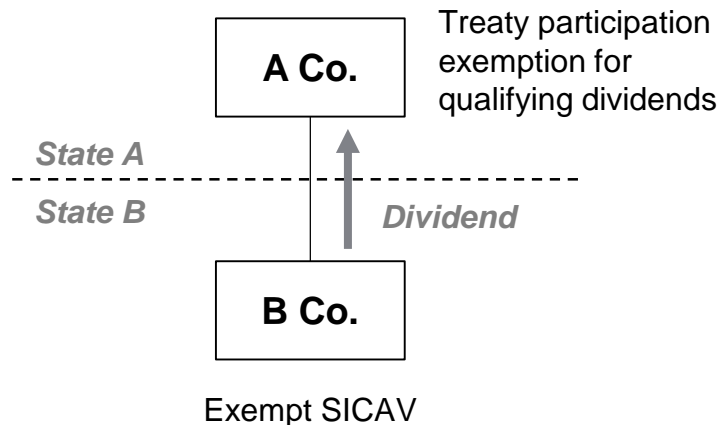 Treaty participation
exemption for
qualifying dividends
A Co.
State A
State B
Dividend
B Co.
Exempt SICAV